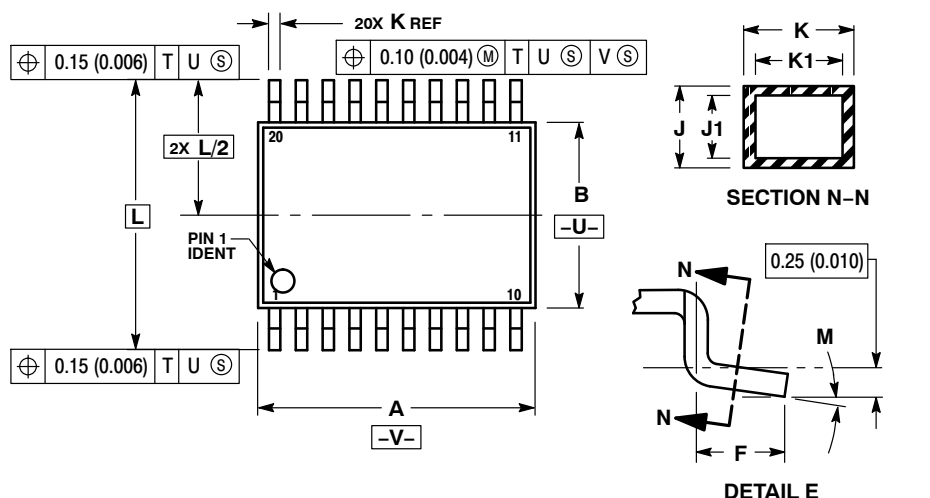 20X K REF
⌖ 0.15 (0.006) T U Ⓢ
⌖ 0.10 (0.004) Ⓜ T U Ⓢ V Ⓢ
K
K1
J
J1
SECTION N–N
20
11
2X L/2
L
B
–U–
PIN 1
IDENT
1
10
⌖ 0.15 (0.006) T U Ⓢ
A
–V–
0.25 (0.010)
N
M
N
F
DETAIL E